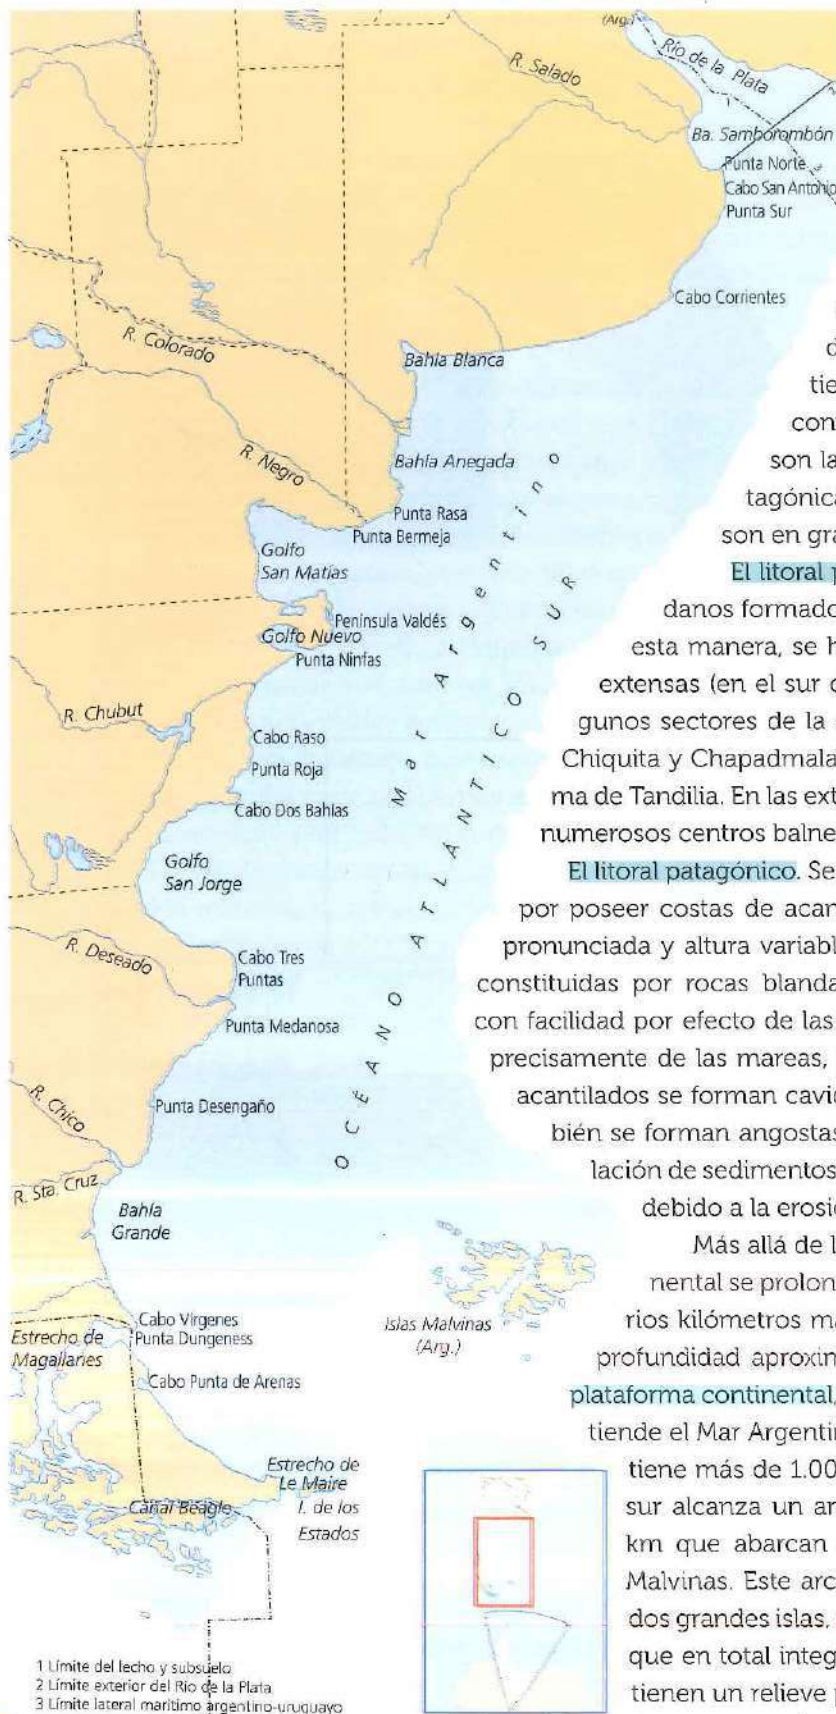 (Arg.)
Río de la Plata
R. Salado
Ba. Samborombón
Punta Norte
3
Cabo San Antonio
Punta Sur
Cabo Corrientes
R. Colorado
Bahía Blanca
R. Negro
Bahía Anegada
Punta Rasa
Punta Bermeja
Golfo
San Matías
Península Valdés
Golfo Nuevo
Punta Ninfas
R. Chubut
Cabo Raso
Punta Roja
Cabo Dos Bahías
Golfo
San Jorge
R. Deseado
Cabo Tres
Puntas
Punta Medanosa
R. Chico
Punta Desengaño
R. Sta. Cruz
Bahía
Grande
Mar Argentino
OCÉANO ATLÁNTICO SUR
Islas Malvinas
(Arg.)
Cabo Vírgenes
Estrecho de
Magallanes
Punta Dungeness
Cabo Punta de Arenas
Estrecho de
Le Maire
Canal Beagle
I. de los
Estados
1 Límite del lecho y subsuelo
2 Límite exterior del Río de la Plata
3 Límite lateral marítimo argentino-uruguayo
d
tie
con
son la
tagónica
son en gra
El litoral p
danos formado
esta manera, se h
extensas (en el sur d
gunos sectores de la
Chiquita y Chapadmala
ma de Tandilia. En las ext
numerosos centros balne
El litoral patagónico. Se
por poseer costas de acan
pronunciada y altura variabl
constituidas por rocas blanda
con facilidad por efecto de las
precisamente de las mareas,
acantilados se forman cavid
bién se forman angostas
lación de sedimentos
debido a la erosió
Más allá de l
nental se prolon
rios kilómetros ma
profundidad aproxin
plataforma continental,
tiende el Mar Argentin
tiene más de 1.00
sur alcanza un an
km que abarcan
Malvinas. Este arc
dos grandes islas,
que en total integ
tienen un relieve p